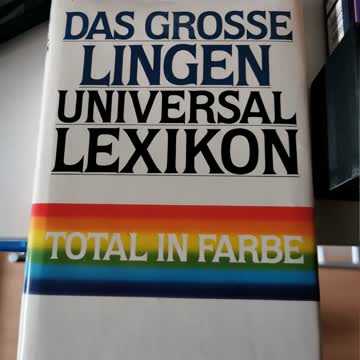 DAS GROSSE
LINGEN
UNIVERSAL
LEXIKON
TOTAL IN FARBE